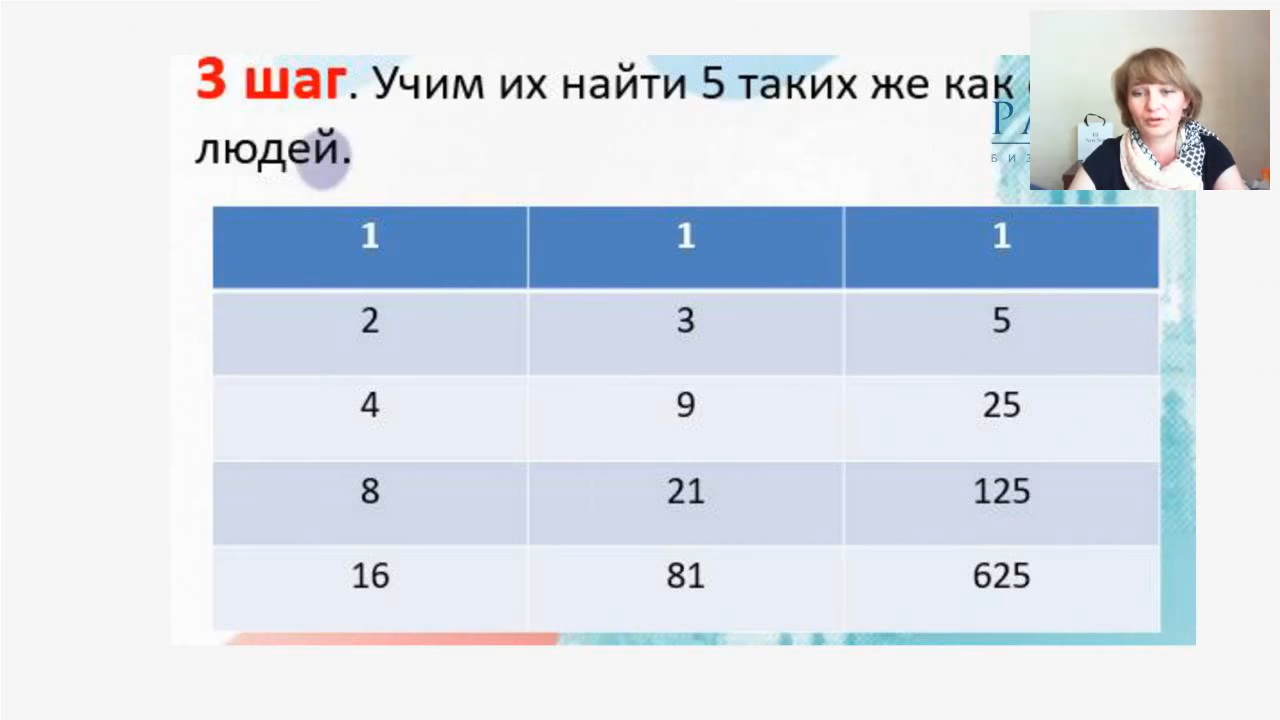 3 шаг. Учим их найти 5 таких же как
людей.
1 1 1
2 3 5
4 9 25
8 21 125
16 81 625